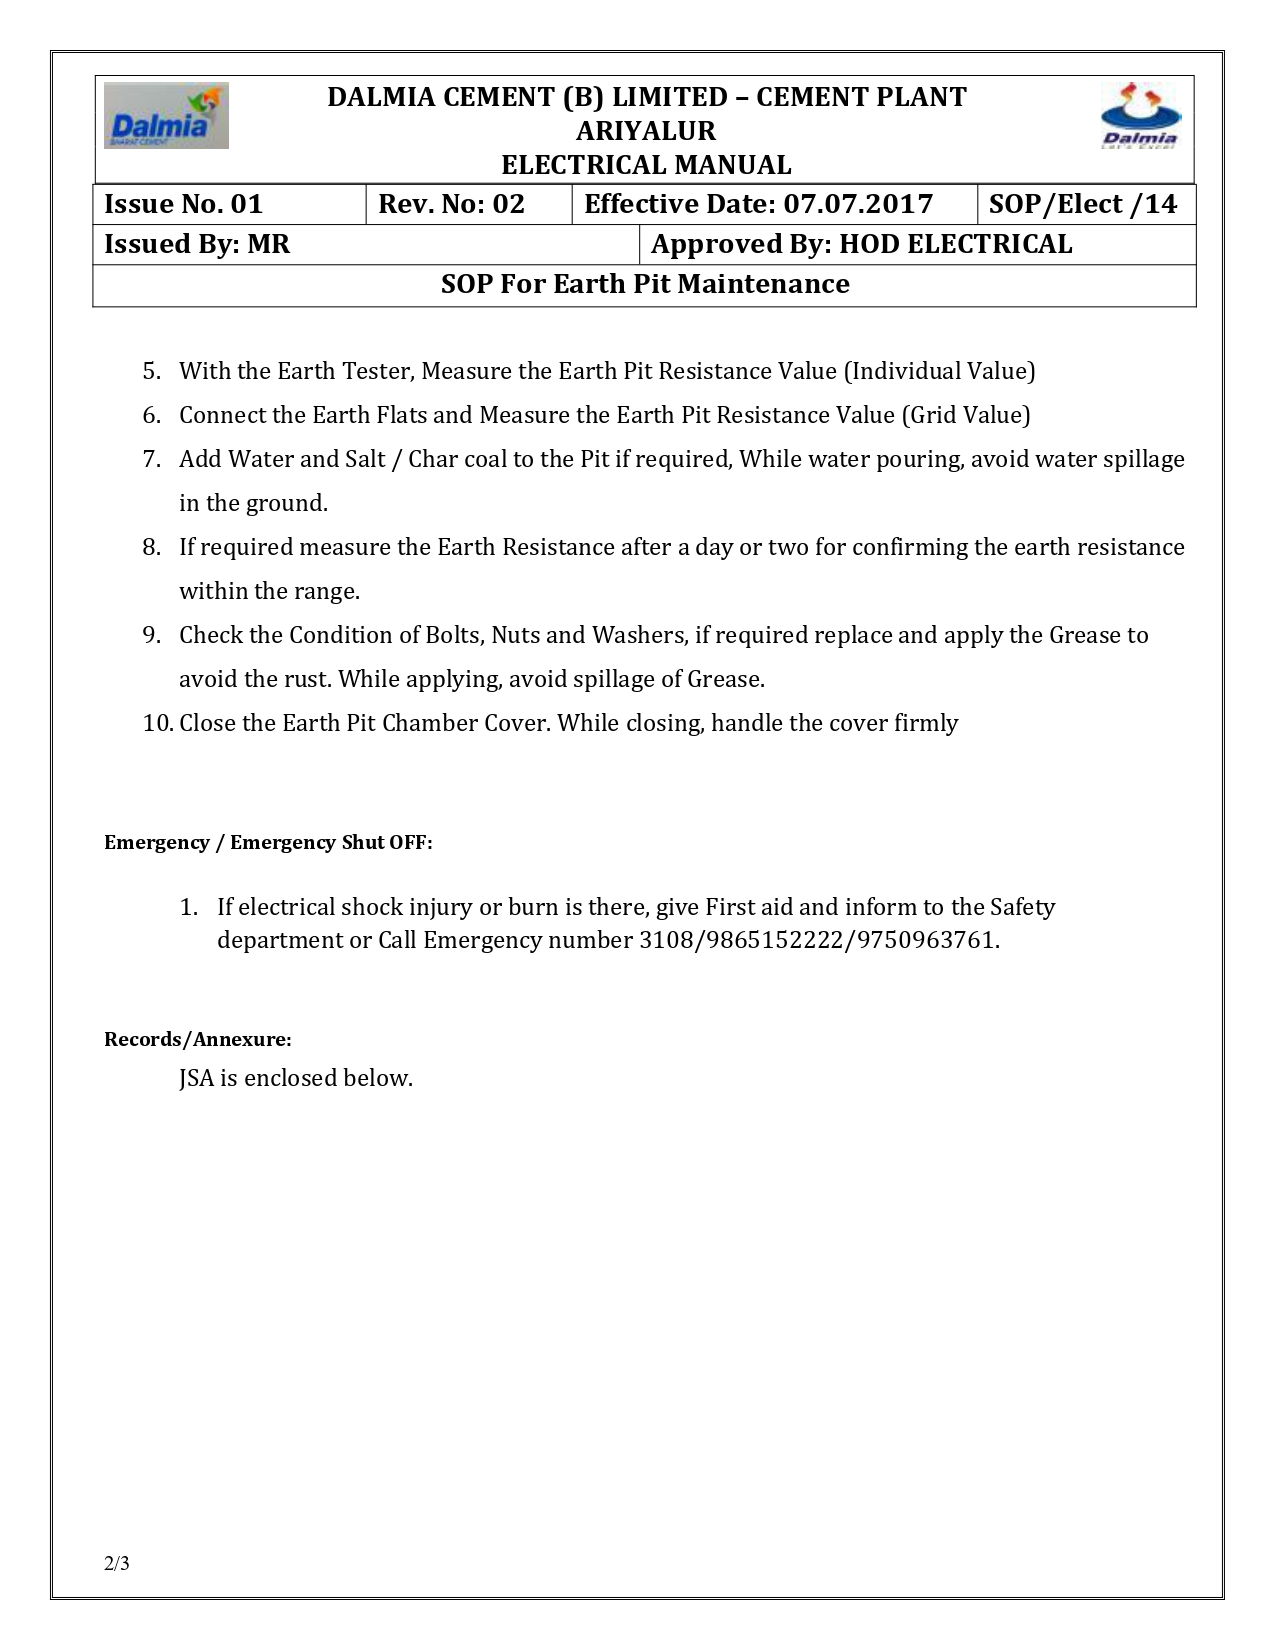 Dalmia
BHARAT CEMENT
DALMIA CEMENT (B) LIMITED – CEMENT PLANT
ARIYALUR
ELECTRICAL MANUAL
Dalmia
Let's Excel
Issue No. 01 Rev. No: 02 Effective Date: 07.07.2017 SOP/Elect /14
Issued By: MR Approved By: HOD ELECTRICAL
SOP For Earth Pit Maintenance
5. With the Earth Tester, Measure the Earth Pit Resistance Value (Individual Value)
6. Connect the Earth Flats and Measure the Earth Pit Resistance Value (Grid Value)
7. Add Water and Salt / Char coal to the Pit if required, While water pouring, avoid water spillage
in the ground.
8. If required measure the Earth Resistance after a day or two for confirming the earth resistance
within the range.
9. Check the Condition of Bolts, Nuts and Washers, if required replace and apply the Grease to
avoid the rust. While applying, avoid spillage of Grease.
10. Close the Earth Pit Chamber Cover. While closing, handle the cover firmly
Emergency / Emergency Shut OFF:
1. If electrical shock injury or burn is there, give First aid and inform to the Safety
department or Call Emergency number 3108/9865152222/9750963761.
Records/Annexure:
JSA is enclosed below.
2/3